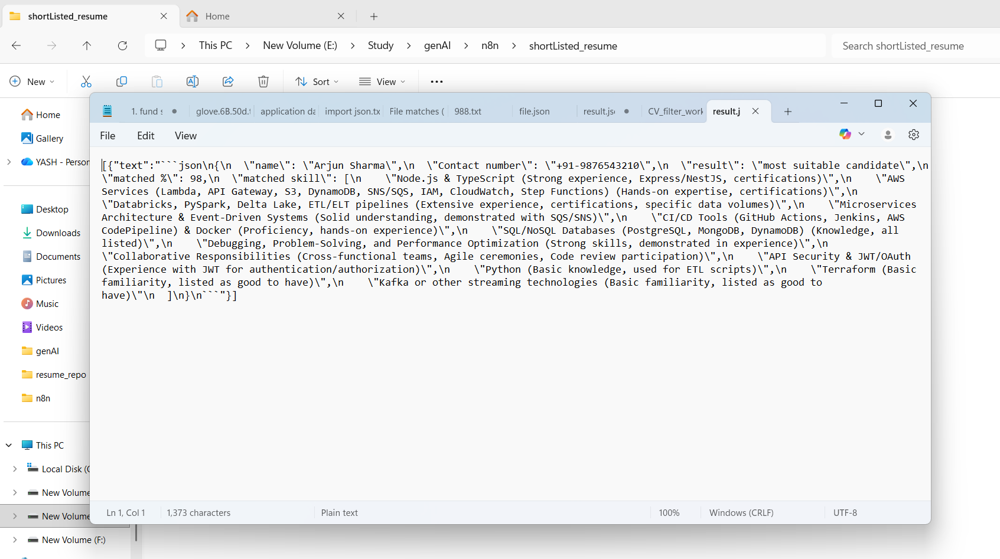 shortListed_resume
Home
This PC > New Volume (E:) > Study > genAI > n8n > shortListed_resume
Search shortListed_resume
New
Sort
View
Home
Gallery
YASH - Person
Desktop
Downloads
Documents
Pictures
Music
Videos
genAI
resume_repo
n8n
This PC
Local Disk (C
New Volume
New Volume
New Volume (F:)
1. fund s
glove.6B.50d.t
application da
import json.tx
File matches (
988.txt
file.json
result.jso
CV_filter_work
result.j
File
Edit
View
[{"text":"```json\n{\n  \"name\": \"Arjun Sharma\",\n  \"Contact number\": \"+91-9876543210\",\n  \"result\": \"most suitable candidate\",\n
\"matched %\": 98,\n  \"matched skill\": [\n    \"Node.js & TypeScript (Strong experience, Express/NestJS, certifications)\",\n    \"AWS
Services (Lambda, API Gateway, S3, DynamoDB, SNS/SQS, IAM, CloudWatch, Step Functions) (Hands-on expertise, certifications)\",\n
\"Databricks, PySpark, Delta Lake, ETL/ELT pipelines (Extensive experience, certifications, specific data volumes)\",\n    \"Microservices
Architecture & Event-Driven Systems (Solid understanding, demonstrated with SQS/SNS)\",\n    \"CI/CD Tools (GitHub Actions, Jenkins, AWS
CodePipeline) & Docker (Proficiency, hands-on experience)\",\n    \"SQL/NoSQL Databases (PostgreSQL, MongoDB, DynamoDB) (Knowledge, all
listed)\",\n    \"Debugging, Problem-Solving, and Performance Optimization (Strong skills, demonstrated in experience)\",\n
\"Collaborative Responsibilities (Cross-functional teams, Agile ceremonies, Code review participation)\",\n    \"API Security & JWT/OAuth
(Experience with JWT for authentication/authorization)\",\n    \"Python (Basic knowledge, used for ETL scripts)\",\n    \"Terraform (Basic
familiarity, listed as good to have)\",\n    \"Kafka or other streaming technologies (Basic familiarity, listed as good to
have)\"\n  ]\n}\n```"}]
Ln 1, Col 1
1,373 characters
Plain text
100%
Windows (CRLF)
UTF-8